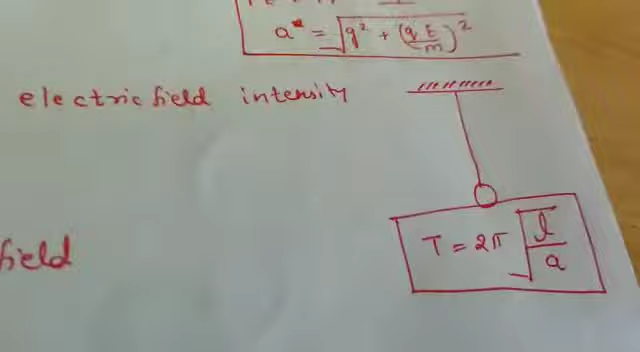 a* = √g² + (qE/m)²
electric field intensity
field
T = 2π √l/a